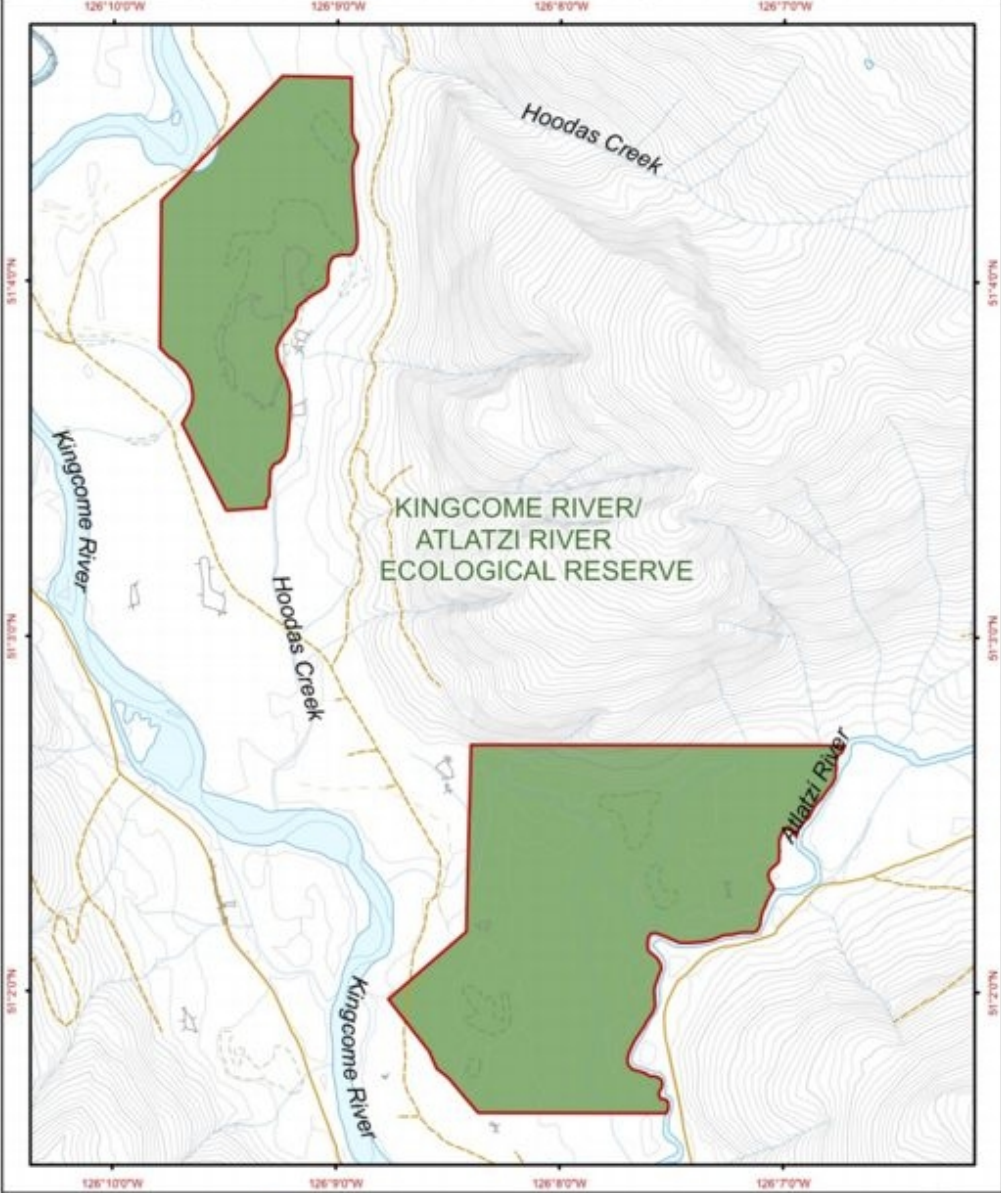 126°10'0"W
126°9'0"W
126°8'0"W
126°7'0"W
Hoodas Creek
51°4'0"N
51°4'0"N
Kingcome River
KINGCOME RIVER/
ATLATZI RIVER
ECOLOGICAL RESERVE
Hoodas Creek
51°3'0"N
51°3'0"N
Atlatzi River
51°2'0"N
51°2'0"N
Kingcome River
126°10'0"W
126°9'0"W
126°8'0"W
126°7'0"W